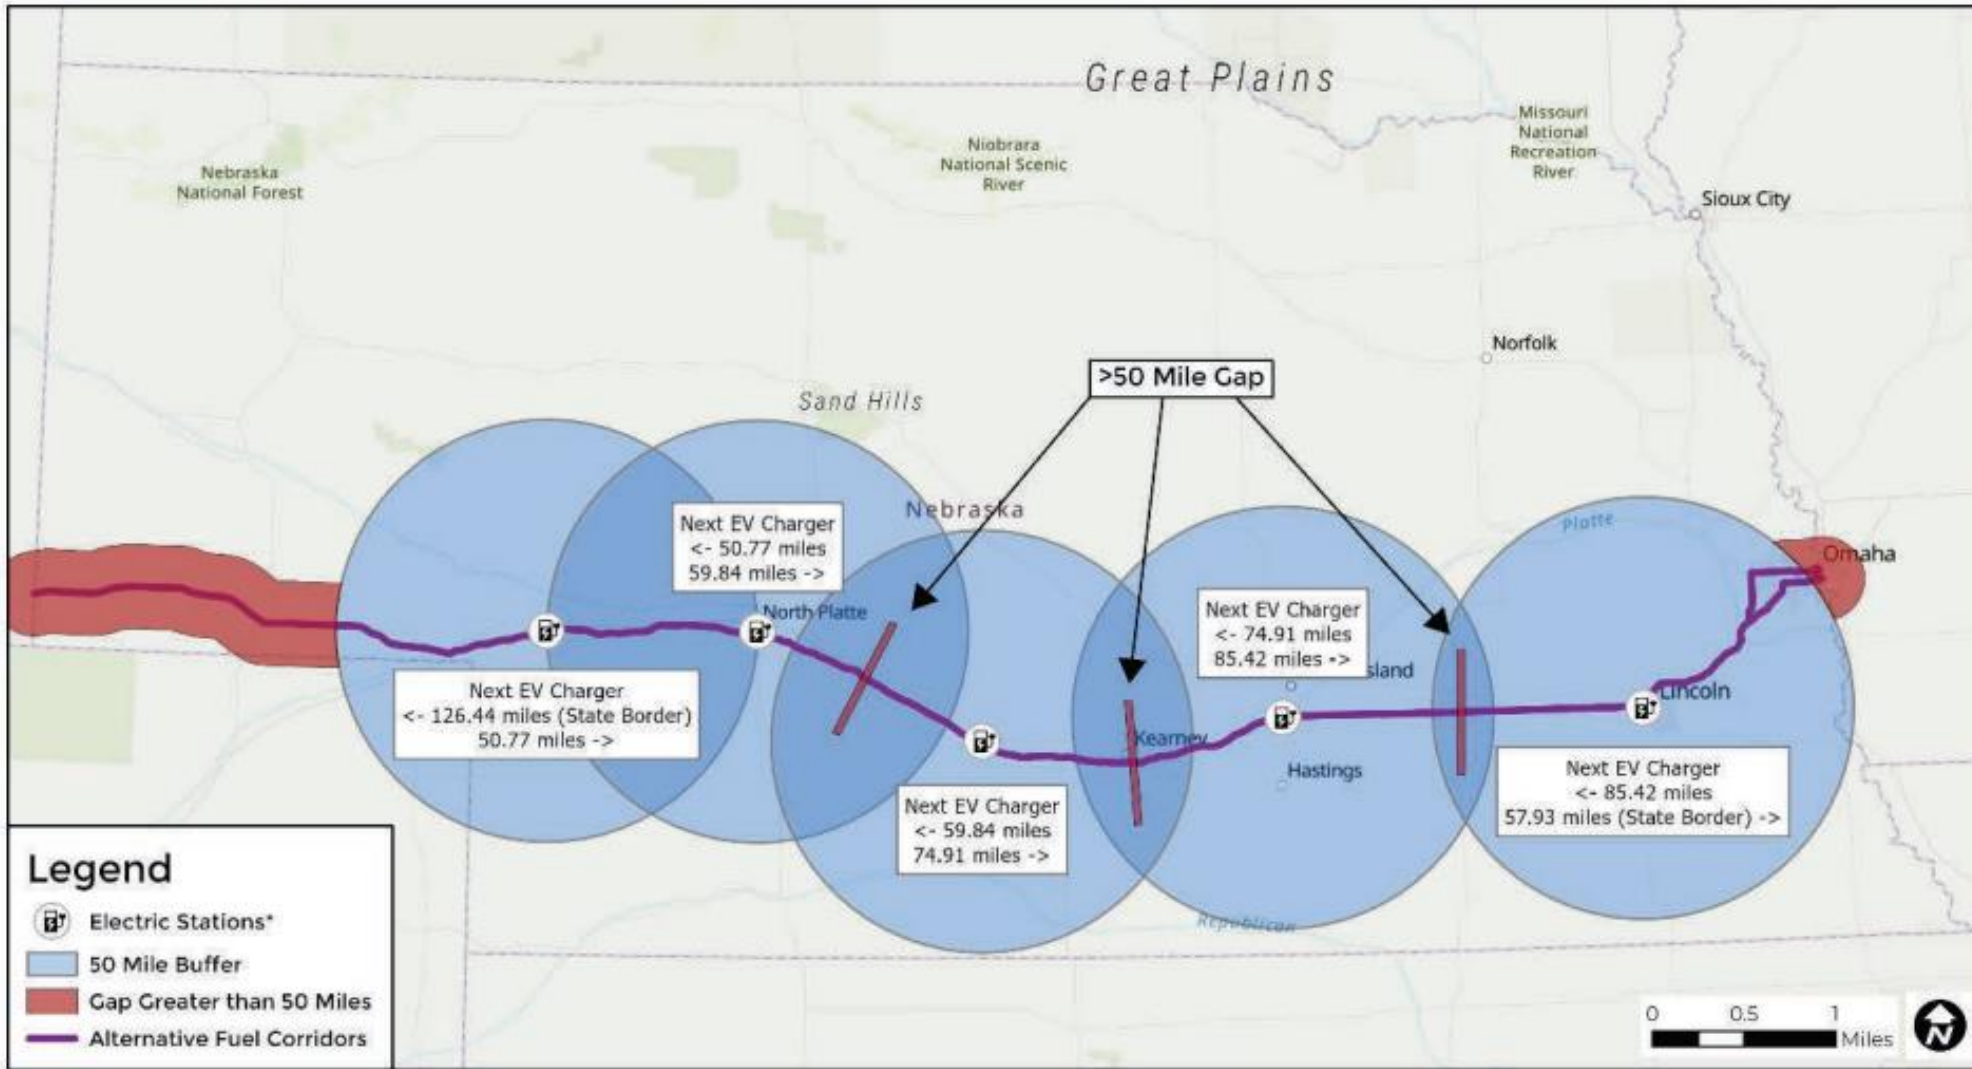 Great Plains
Missouri
National
Recreation
River
Niobrara
National Scenic
River
Nebraska
National Forest
Sioux City
Norfolk
>50 Mile Gap
Sand Hills
Nebraska
Next EV Charger
<- 50.77 miles
59.84 miles ->
Platte
Omaha
North Platte
Next EV Charger
<- 74.91 miles
85.42 miles ->
sland
Lincoln
Next EV Charger
<- 126.44 miles (State Border)
50.77 miles ->
Kearney
Hastings
Next EV Charger
<- 85.42 miles
57.93 miles (State Border) ->
Next EV Charger
<- 59.84 miles
74.91 miles ->
Republican
Legend
Electric Stations*
50 Mile Buffer
Gap Greater than 50 Miles
Alternative Fuel Corridors
0 0.5 1
Miles
N